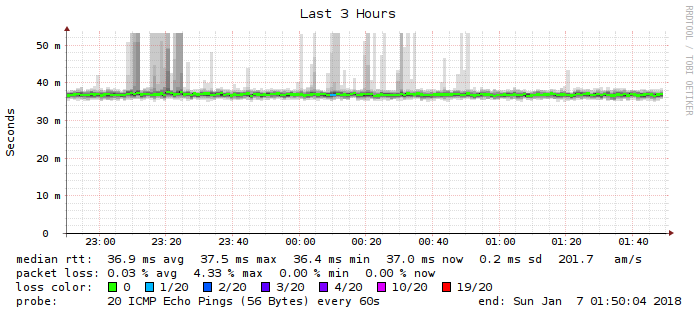 Last 3 Hours
RRDTOOL / TOBI OETIKER
Seconds
50 m
40 m
30 m
20 m
10 m
0
23:00 23:20 23:40 00:00 00:20 00:40 01:00 01:20 01:40
median rtt: 36.9 ms avg 37.5 ms max 36.4 ms min 37.0 ms now 0.2 ms sd 201.7 am/s
packet loss: 0.03 % avg 4.33 % max 0.00 % min 0.00 % now
loss color: 0 1/20 2/20 3/20 4/20 10/20 19/20
probe: 20 ICMP Echo Pings (56 Bytes) every 60s end: Sun Jan 7 01:50:04 2018